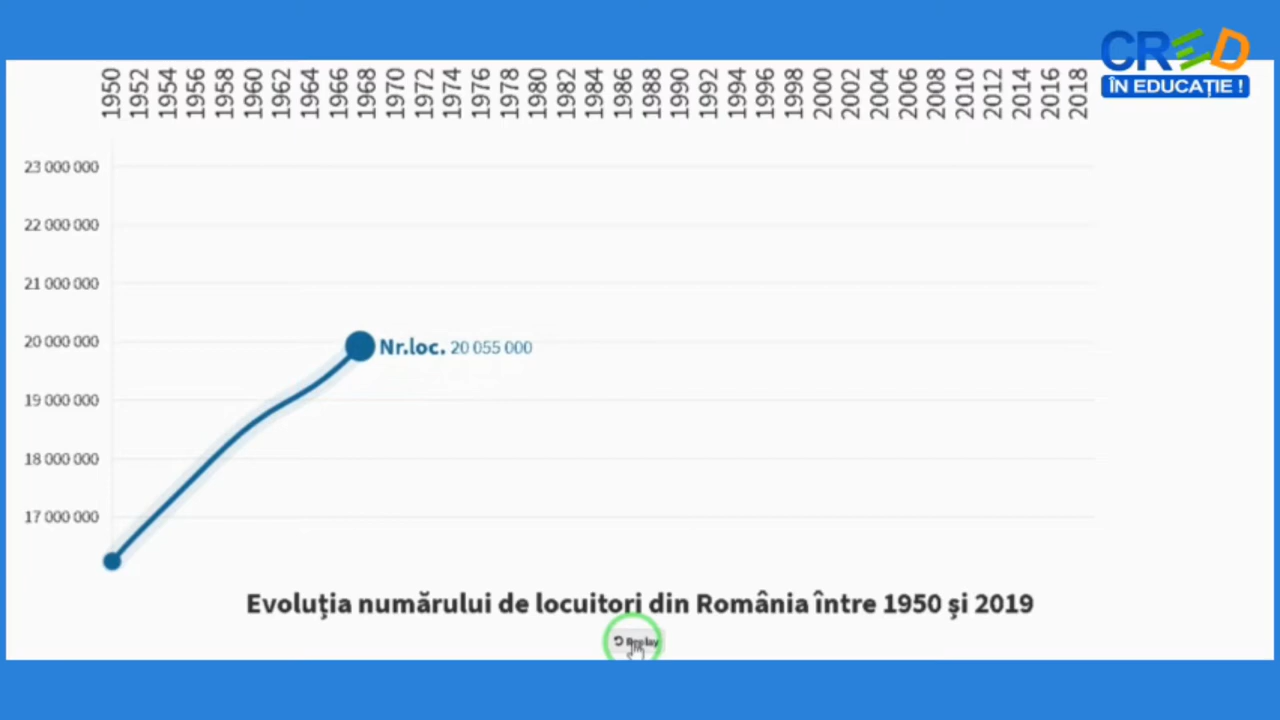 CRED
ÎN EDUCAȚIE !
1950 1952 1954 1956 1958 1960 1962 1964 1966 1968 1970 1972 1974 1976 1978 1980 1982 1984 1986 1988 1990 1992 1994 1996 1998 2000 2002 2004 2006 2008 2010 2012 2014 2016 2018
23 000 000
22 000 000
21 000 000
20 000 000
Nr.loc. 20 055 000
19 000 000
18 000 000
17 000 000
Evoluția numărului de locuitori din România între 1950 și 2019
Replay